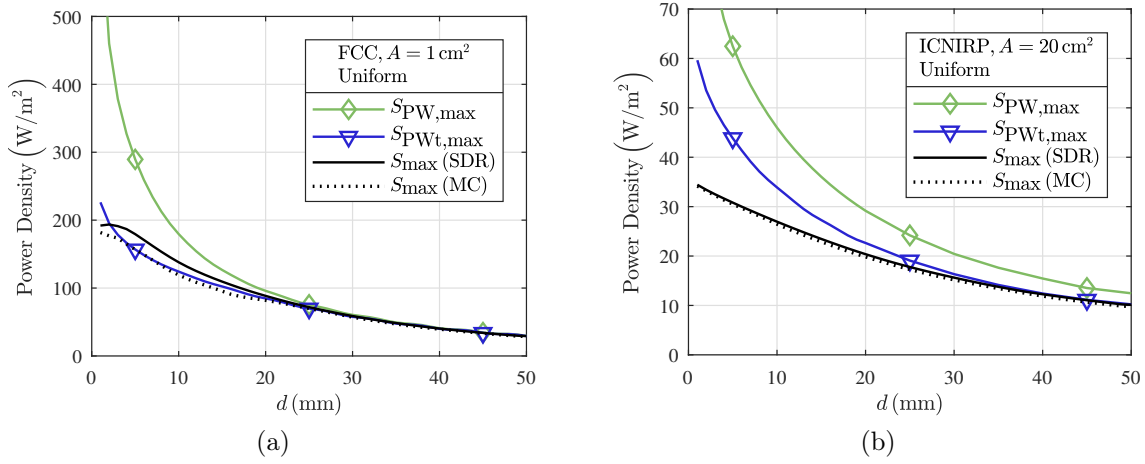 500
400
300
200
100
0
Power Density (W/m²)
FCC, A = 1 cm²
Uniform
S_PW,max
S_PWt,max
S_max (SDR)
S_max (MC)
0 10 20 30 40 50
d (mm)
(a)
70
60
50
40
30
20
10
0
Power Density (W/m²)
ICNIRP, A = 20 cm²
Uniform
S_PW,max
S_PWt,max
S_max (SDR)
S_max (MC)
0 10 20 30 40 50
d (mm)
(b)